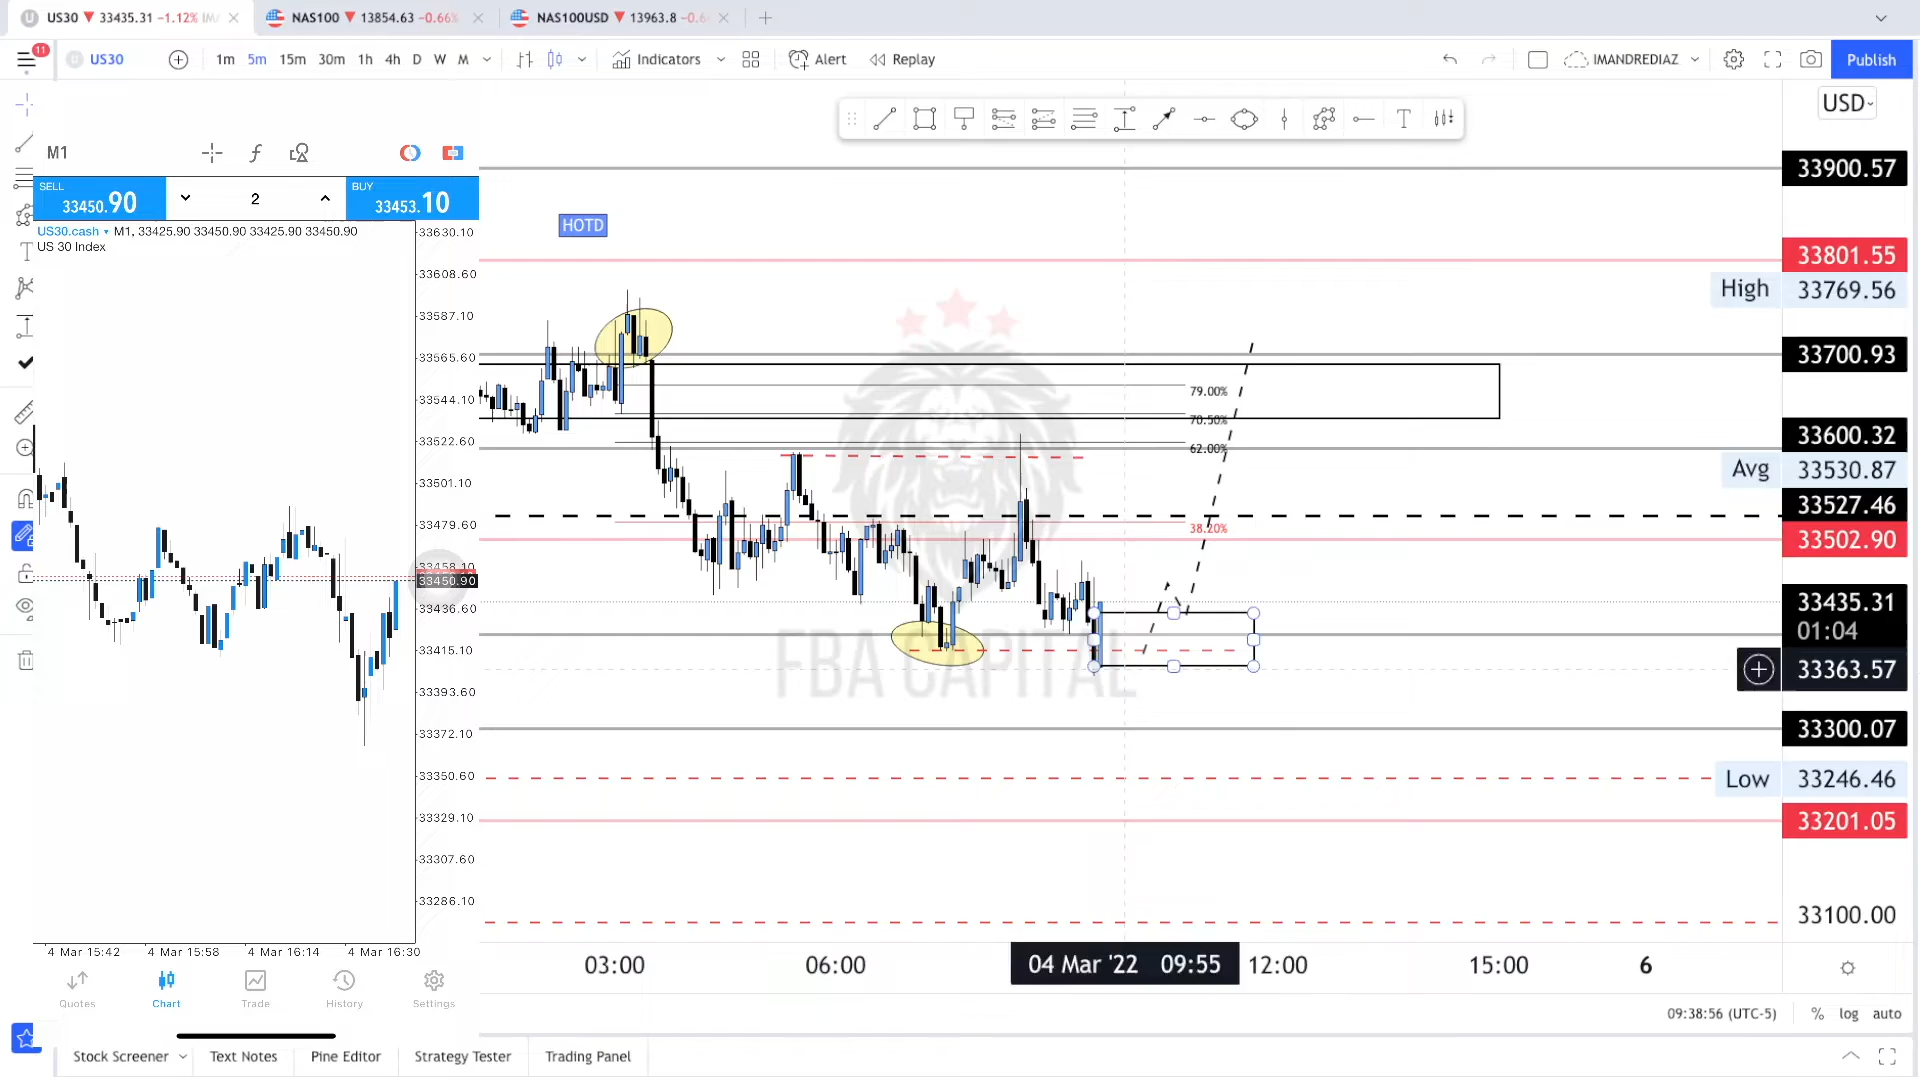 US30 33435.31 −1.12% IM
NAS100 13854.63 −0.66%
NAS100USD 13963.8 −0.6
11
US30
1m 5m 15m 30m 1h 4h D W M
Indicators
Alert
Replay
IMANDREDIAZ
Publish
USD
M1
SELL
33450.90
2
BUY
33453.10
US30.cash M1, 33425.90 33450.90 33425.90 33450.90
US 30 Index
33630.10
33608.60
33587.10
33565.60
33544.10
33522.60
33501.10
33479.60
33458.10
33450.90
33436.60
33415.10
33393.60
33372.10
33350.60
33329.10
33307.60
33286.10
4 Mar 15:42 4 Mar 15:58 4 Mar 16:14 4 Mar 16:30
Quotes Chart Trade History Settings
HOTD
79.00%
70.50%
62.00%
38.20%
FBA CAPITAL
33900.57
33801.55
High 33769.56
33700.93
33600.32
Avg 33530.87
33527.46
33502.90
33435.31
01:04
33363.57
33300.07
Low 33246.46
33201.05
33100.00
03:00 06:00 04 Mar '22 09:55 12:00 15:00 6
09:38:56 (UTC-5) % log auto
Stock Screener Text Notes Pine Editor Strategy Tester Trading Panel